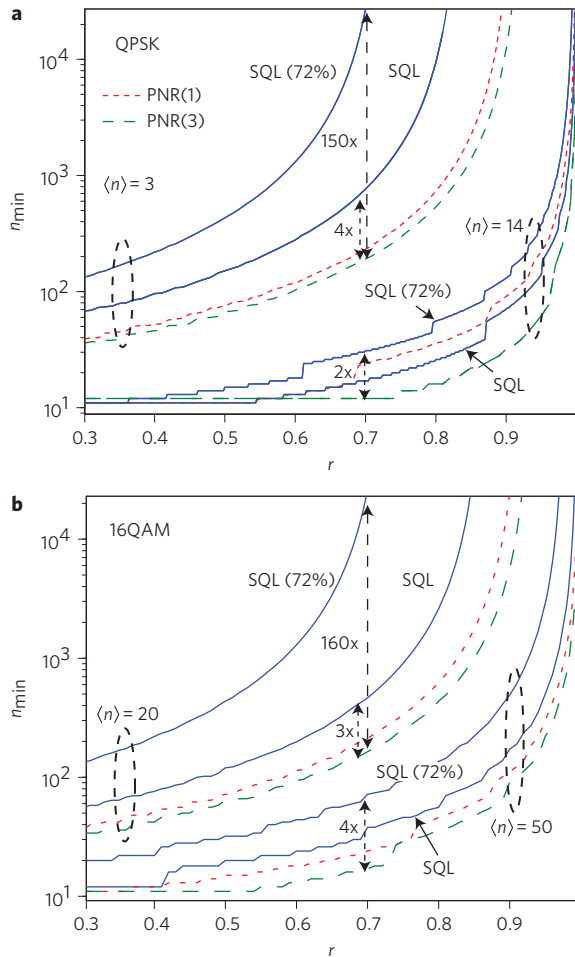 a
QPSK
PNR(1)
PNR(3)
SQL (72%)
SQL
150x
4x
⟨n⟩ = 3
⟨n⟩ = 14
SQL (72%)
2x
SQL
n_min
10^4
10^3
10^2
10^1
0.3 0.4 0.5 0.6 0.7 0.8 0.9
r
b
16QAM
SQL (72%)
SQL
160x
3x
⟨n⟩ = 20
SQL (72%)
4x
SQL
⟨n⟩ = 50
n_min
10^4
10^3
10^2
10^1
0.3 0.4 0.5 0.6 0.7 0.8 0.9
r